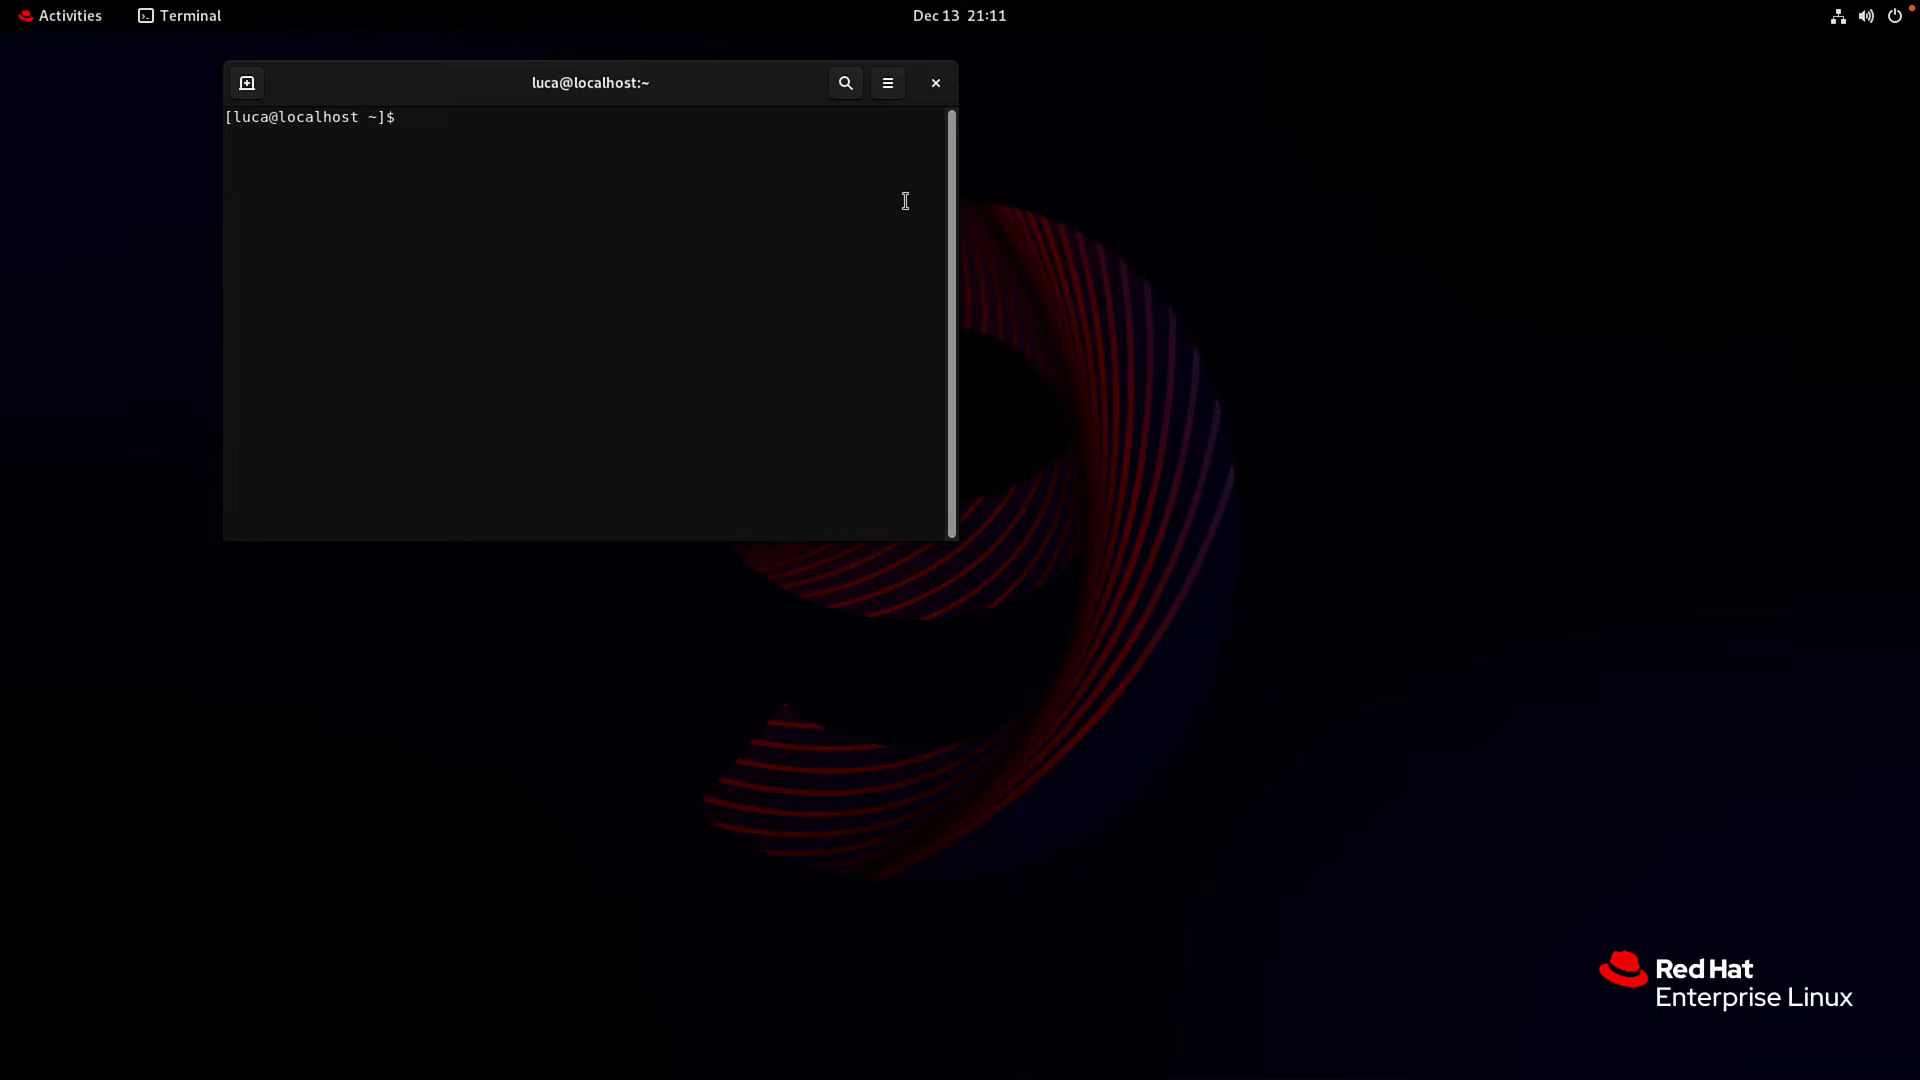 Activities
Terminal
Dec 13 21:11
luca@localhost:~
[luca@localhost ~]$
Red Hat
Enterprise Linux